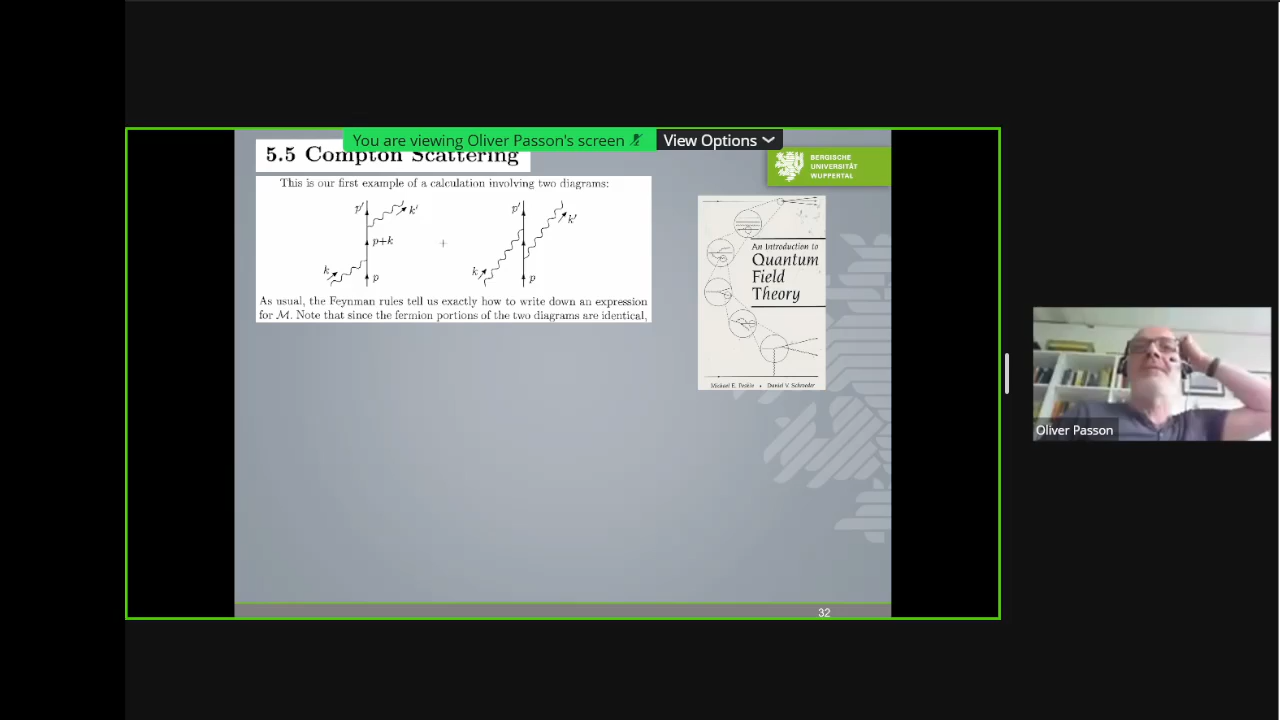 You are viewing Oliver Passon's screen
View Options
5.5 Compton Scattering
BERGISCHE
UNIVERSITÄT
WUPPERTAL
This is our first example of a calculation involving two diagrams:
p′ k′ p′ k′
p+k +
k p k p
As usual, the Feynman rules tell us exactly how to write down an expression
for M. Note that since the fermion portions of the two diagrams are identical,
An Introduction to
Quantum
Field
Theory
Michael E. Peskin • David V. Schroeder
Oliver Passon
32